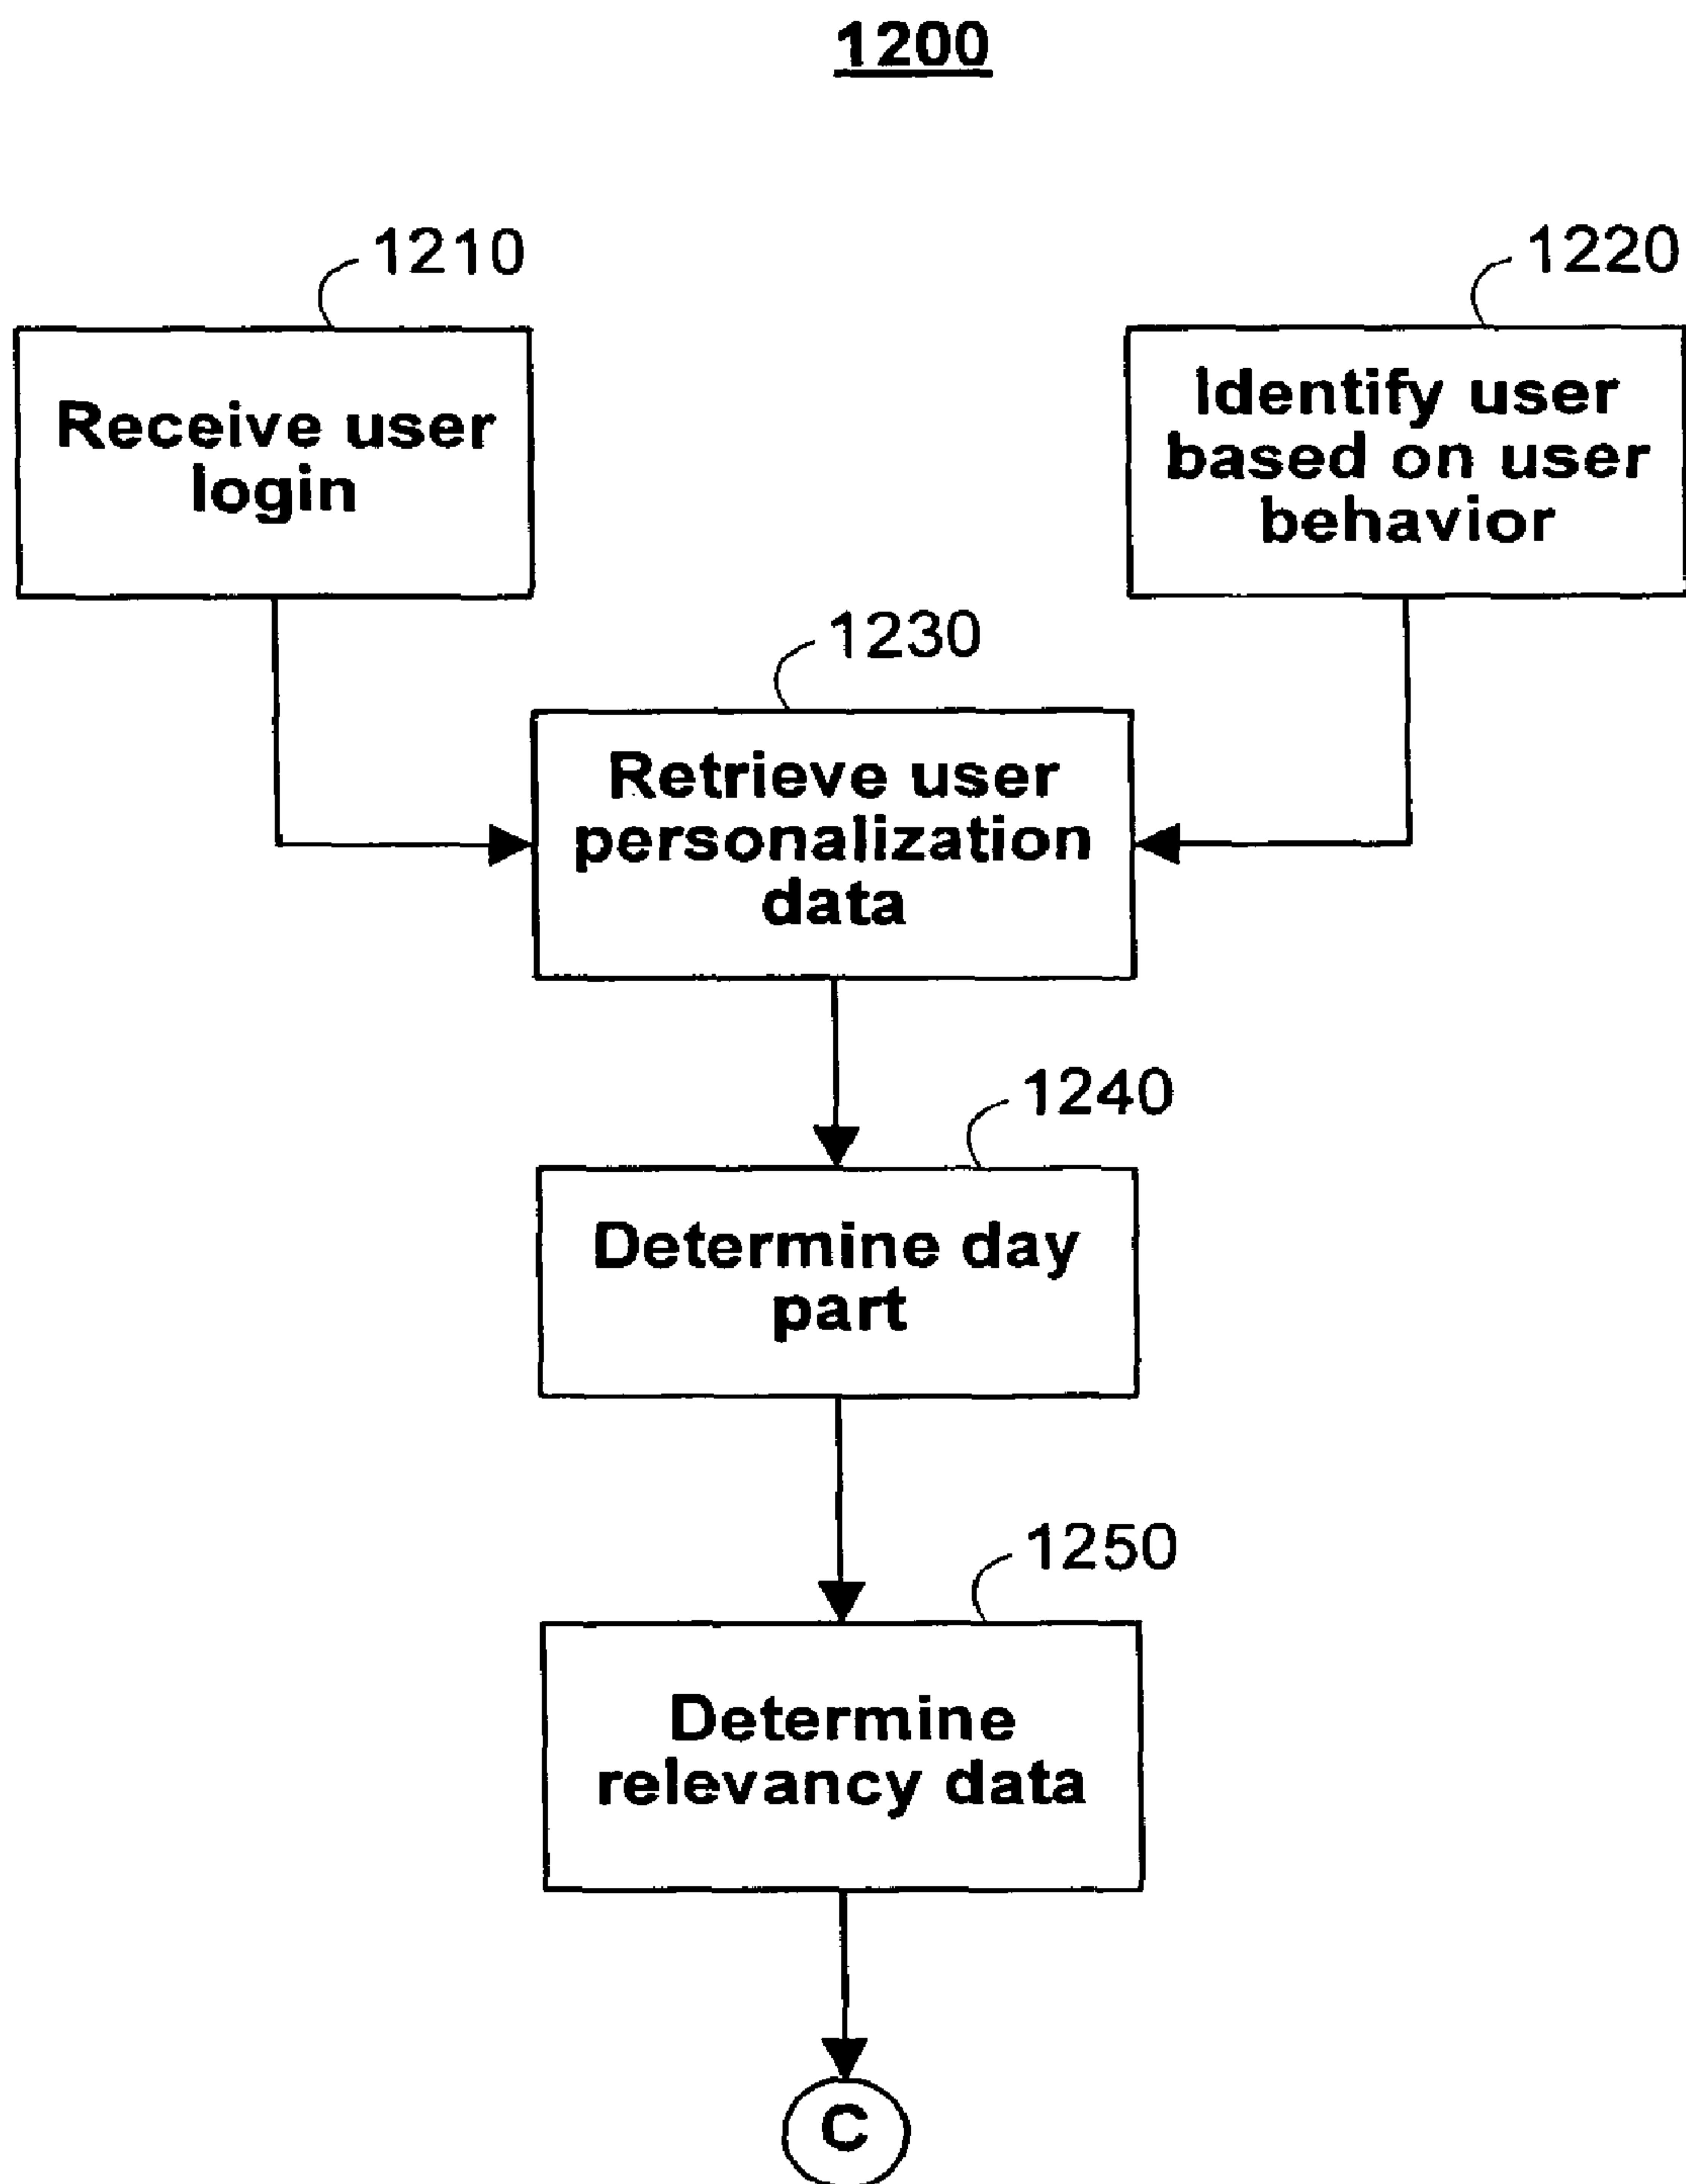 1200
1210
1220
Receive user
login
Identify user
based on user
behavior
1230
Retrieve user
personalization
data
1240
Determine day
part
1250
Determine
relevancy data
C